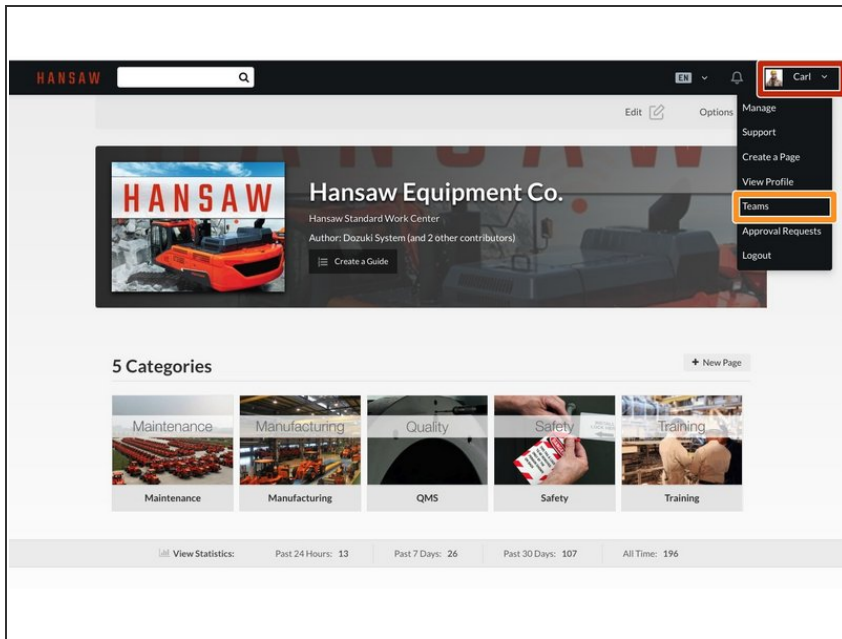 HANSAW
EN
Carl
Edit
Options
Manage
Support
Create a Page
View Profile
Teams
Approval Requests
Logout
HANSAW
HANSAW
Hansaw Equipment Co.
Hansaw Standard Work Center
Author: Dozuki System (and 2 other contributors)
Create a Guide
5 Categories
+ New Page
Maintenance
Manufacturing
Quality
Safety
Training
Maintenance
Manufacturing
QMS
Safety
Training
View Statistics:
Past 24 Hours: 13
Past 7 Days: 26
Past 30 Days: 107
All Time: 196